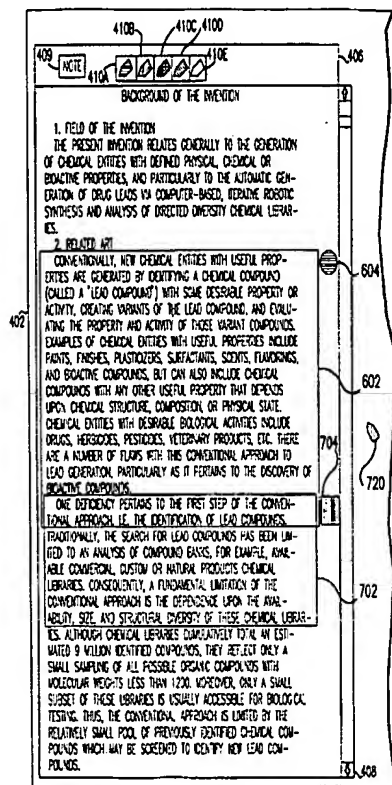 410B 410C 410D
409 NOTE 410A 410E 406
BACKGROUND OF THE INVENTION
1. FIELD OF THE INVENTION
THE PRESENT INVENTION RELATES GENERALLY TO THE GENERATION
OF CHEMICAL ENTITIES WITH DEFINED PHYSICAL, CHEMICAL OR
BIOACTIVE PROPERTIES, AND PARTICULARLY TO THE AUTOMATIC GEN-
ERATION OF DRUG LEADS VIA COMPUTER-BASED, ITERATIVE ROBOTIC
SYNTHESIS AND ANALYSIS OF DIRECTED DIVERSITY CHEMICAL LIBRAR-
IES.
2. RELATED ART
CONVENTIONALLY, NEW CHEMICAL ENTITIES WITH USEFUL PROP-
ERTIES ARE GENERATED BY IDENTIFYING A CHEMICAL COMPOUND
(CALLED A "LEAD COMPOUND") WITH SOME DESIRABLE PROPERTY OR
ACTIVITY, CREATING VARIANTS OF THE LEAD COMPOUND, AND EVALU-
ATING THE PROPERTY AND ACTIVITY OF THOSE VARIANT COMPOUNDS.
EXAMPLES OF CHEMICAL ENTITIES WITH USEFUL PROPERTIES INCLUDE
PAINTS, FINISHES, PLASTICIZERS, SURFACTANTS, SCENTS, FLAVORINGS,
AND BIOACTIVE COMPOUNDS, BUT CAN ALSO INCLUDE CHEMICAL
COMPOUNDS WITH ANY OTHER USEFUL PROPERTY THAT DEPENDS
UPON CHEMICAL STRUCTURE, COMPOSITION, OR PHYSICAL STATE.
CHEMICAL ENTITIES WITH DESIRABLE BIOLOGICAL ACTIVITIES INCLUDE
DRUGS, HERBICIDES, PESTICIDES, VETERINARY PRODUCTS, ETC. THERE
ARE A NUMBER OF FLAWS WITH THIS CONVENTIONAL APPROACH TO
LEAD GENERATION, PARTICULARLY AS IT PERTAINS TO THE DISCOVERY OF
BIOACTIVE COMPOUNDS.
ONE DEFICIENCY PERTAINS TO THE FIRST STEP OF THE CONVEN-
TIONAL APPROACH, I.E. THE IDENTIFICATION OF LEAD COMPOUNDS.
TRADITIONALLY, THE SEARCH FOR LEAD COMPOUNDS HAS BEEN LIM-
ITED TO AN ANALYSIS OF COMPOUND BANKS, FOR EXAMPLE, AVAIL-
ABLE COMMERCIAL, CUSTOM OR NATURAL PRODUCTS CHEMICAL
LIBRARIES. CONSEQUENTLY, A FUNDAMENTAL LIMITATION OF THE
CONVENTIONAL APPROACH IS THE DEPENDENCE UPON THE AVAIL-
ABILITY, SIZE, AND STRUCTURAL DIVERSITY OF THESE CHEMICAL LIBRAR-
IES. ALTHOUGH CHEMICAL LIBRARIES CUMULATIVELY TOTAL AN ESTI-
MATED 9 MILLION IDENTIFIED COMPOUNDS, THEY REFLECT ONLY A
SMALL SAMPLING OF ALL POSSIBLE ORGANIC COMPOUNDS WITH
MOLECULAR WEIGHTS LESS THAN 1200. MOREOVER, ONLY A SMALL
SUBSET OF THESE LIBRARIES IS USUALLY ACCESSIBLE FOR BIOLOGICAL
TESTING. THUS, THE CONVENTIONAL APPROACH IS LIMITED BY THE
RELATIVELY SMALL POOL OF PREVIOUSLY IDENTIFIED CHEMICAL COM-
POUNDS WHICH MAY BE SCREENED TO IDENTIFY NEW LEAD COM-
POUNDS.
402
604
602
704
720
702
408